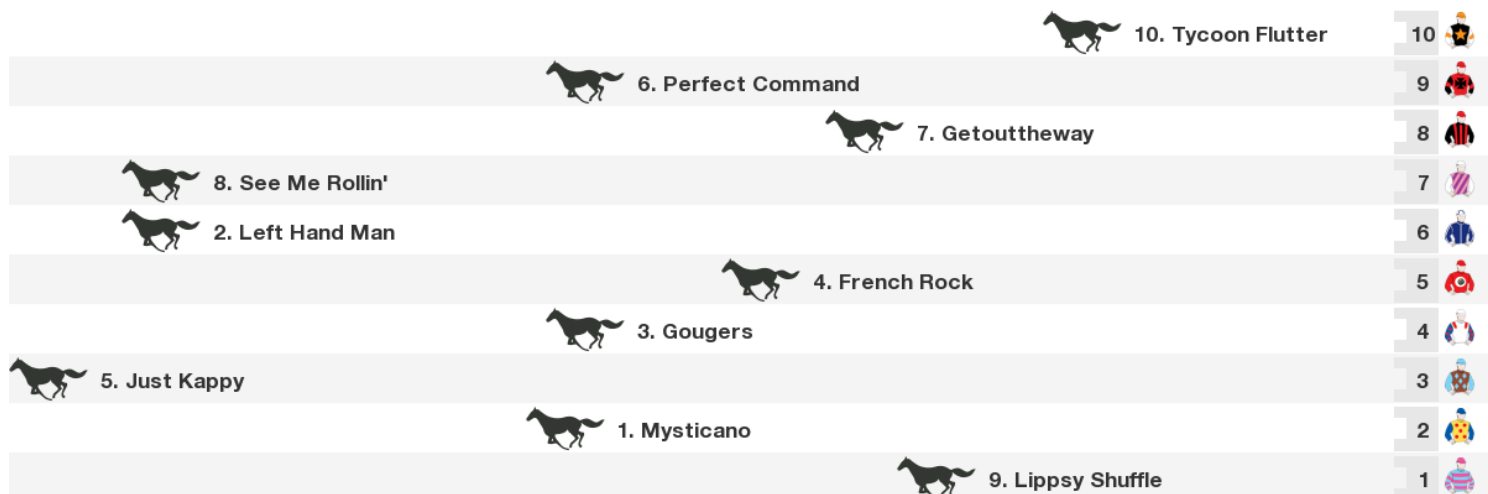 10. Tycoon Flutter 10
6. Perfect Command 9
7. Getouttheway 8
8. See Me Rollin' 7
2. Left Hand Man 6
4. French Rock 5
3. Gougers 4
5. Just Kappy 3
1. Mysticano 2
9. Lippsy Shuffle 1